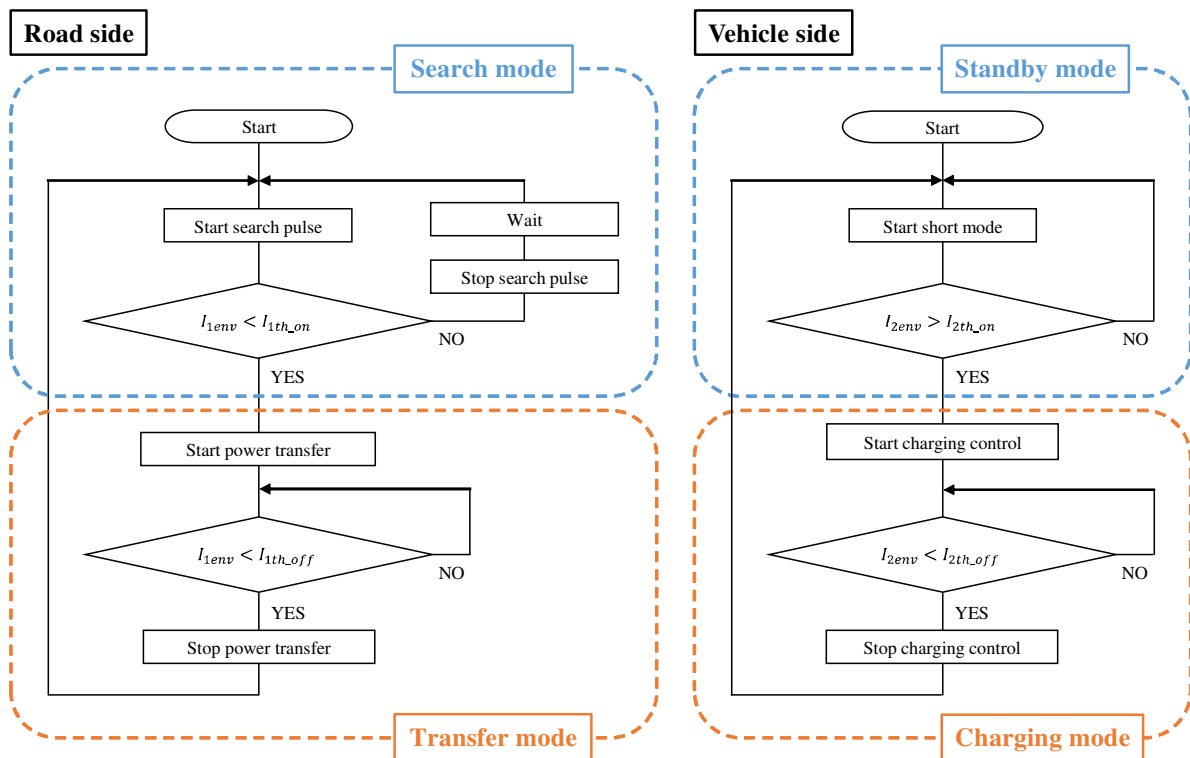 Road side
Search mode
Start
Start search pulse
Wait
Stop search pulse
I1env < I1th_on
NO
YES
Start power transfer
I1env < I1th_off
NO
YES
Stop power transfer
Transfer mode
Vehicle side
Standby mode
Start
Start short mode
I2env > I2th_on
NO
YES
Start charging control
I2env < I2th_off
NO
YES
Stop charging control
Charging mode